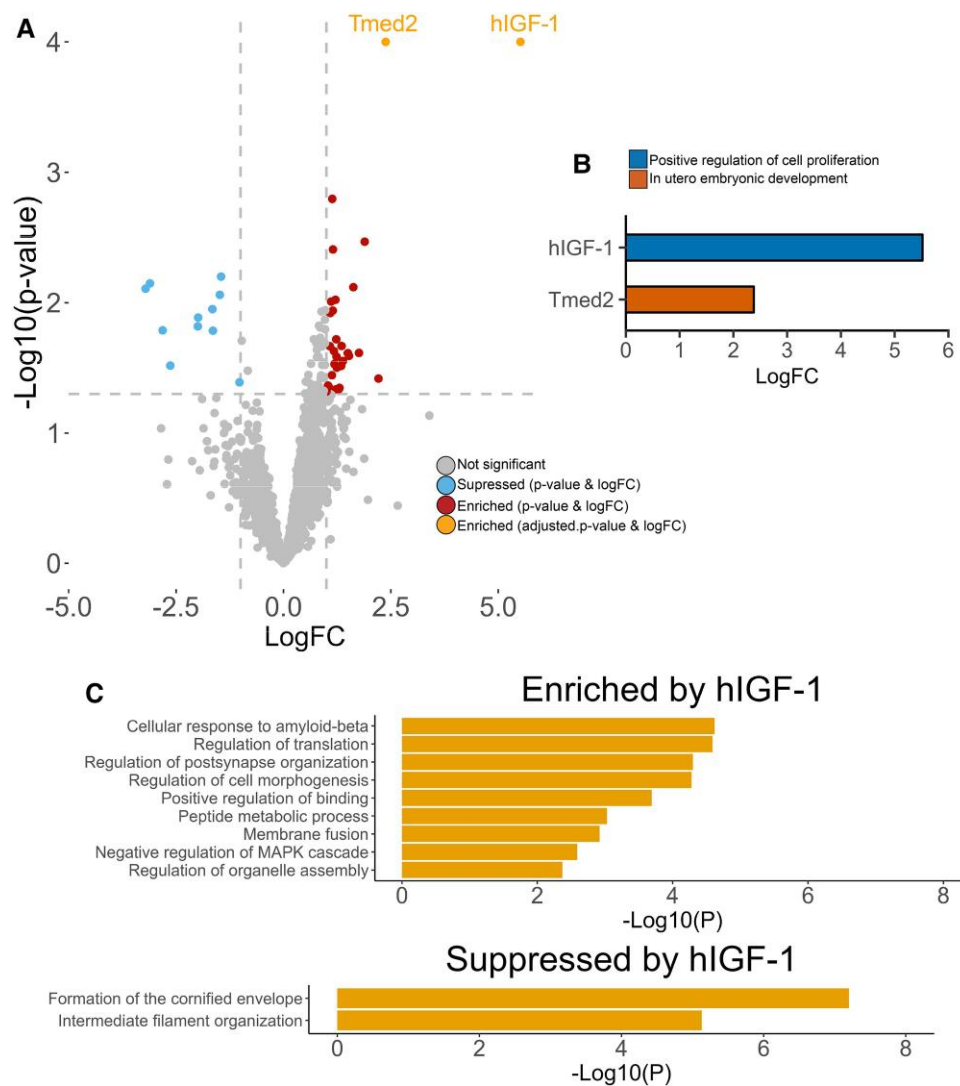 A
Tmed2
hIGF-1
4
3
2
1
0
-Log10(p-value)
-5.0
-2.5
0.0
2.5
5.0
LogFC
Not significant
Supressed (p-value & logFC)
Enriched (p-value & logFC)
Enriched (adjusted.p-value & logFC)
B
Positive regulation of cell proliferation
In utero embryonic development
hIGF-1
Tmed2
0 1 2 3 4 5 6
LogFC
C
Enriched by hIGF-1
Cellular response to amyloid-beta
Regulation of translation
Regulation of postsynapse organization
Regulation of cell morphogenesis
Positive regulation of binding
Peptide metabolic process
Membrane fusion
Negative regulation of MAPK cascade
Regulation of organelle assembly
0 2 4 6 8
-Log10(P)
Suppressed by hIGF-1
Formation of the cornified envelope
Intermediate filament organization
0 2 4 6 8
-Log10(P)